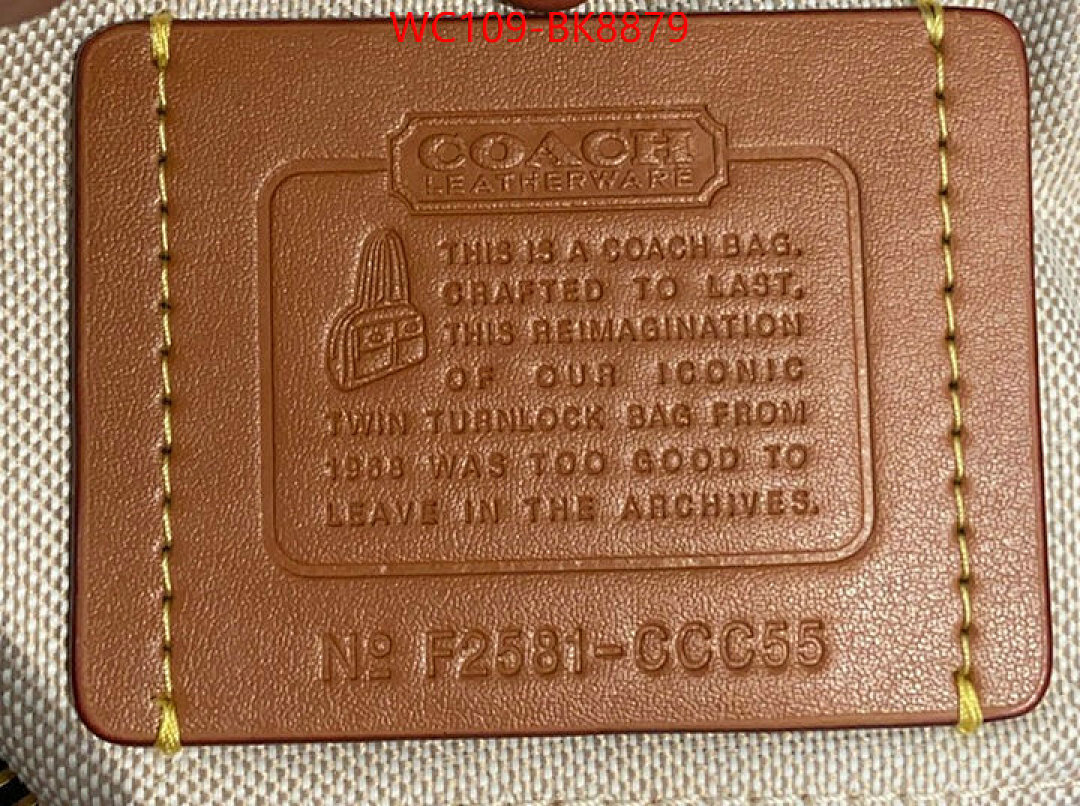 WC109-BK8879
COACH
LEATHERWARE
THIS IS A COACH BAG.
CRAFTED TO LAST,
THIS REIMAGINATION
OF OUR ICONIC
TWIN TURNLOCK BAG FROM
1968 WAS TOO GOOD TO
LEAVE IN THE ARCHIVES.
No F2581-CCC55